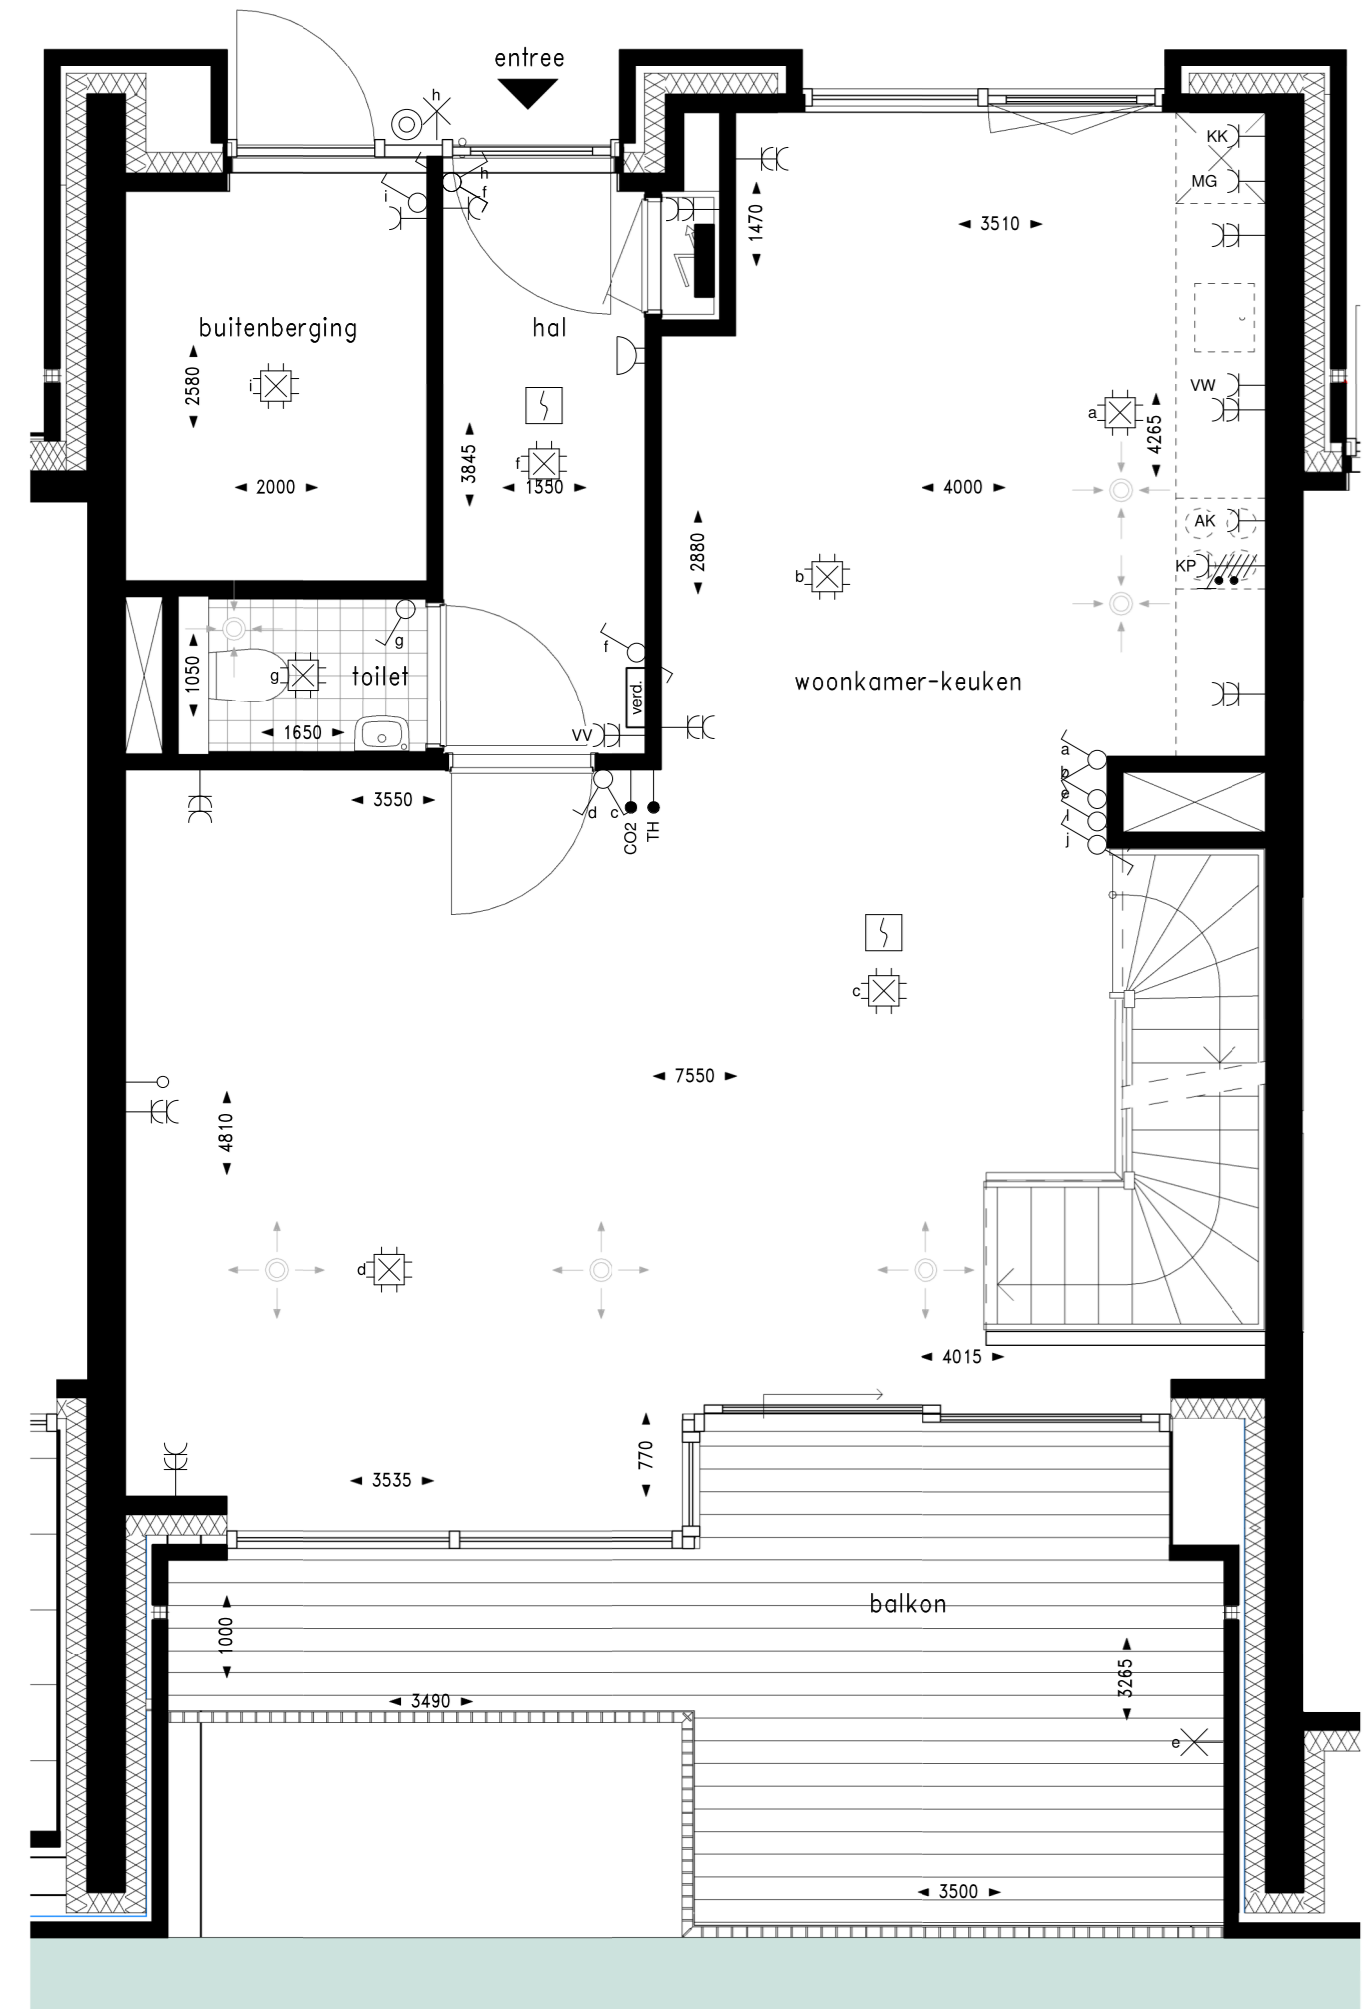 entree
h
KK
h
MG
i
f
1470
3510
buitenberging
hal
2580
i
VW
a
4265
3845
f
2000
1350
4000
AK
2880
b
KP
g
f
1050
g
toilet
woonkamer-keuken
verd.
1650
VV
a
b
e
l
j
3550
d
c
CO2
TH
c
7550
4810
d
4015
770
3535
balkon
1000
3265
3490
e
3500